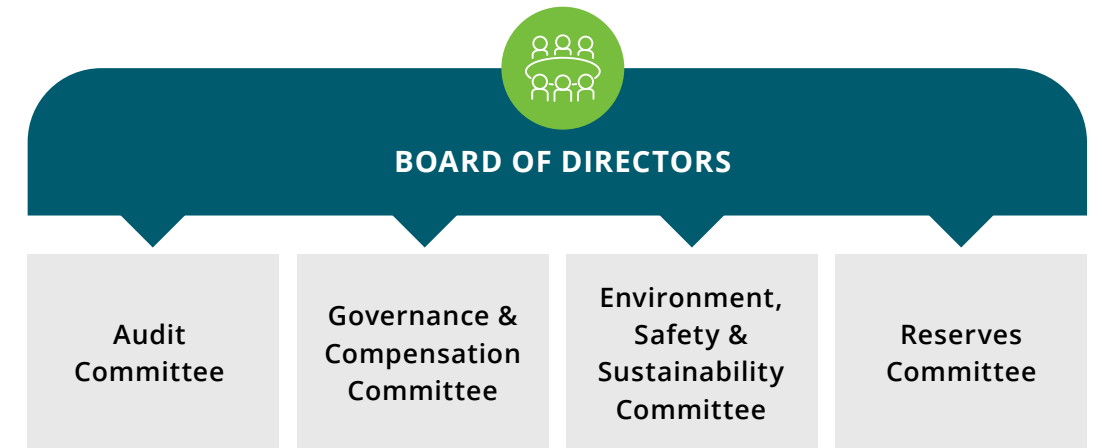 BOARD OF DIRECTORS
Audit
Committee
Governance &
Compensation
Committee
Environment,
Safety &
Sustainability
Committee
Reserves
Committee